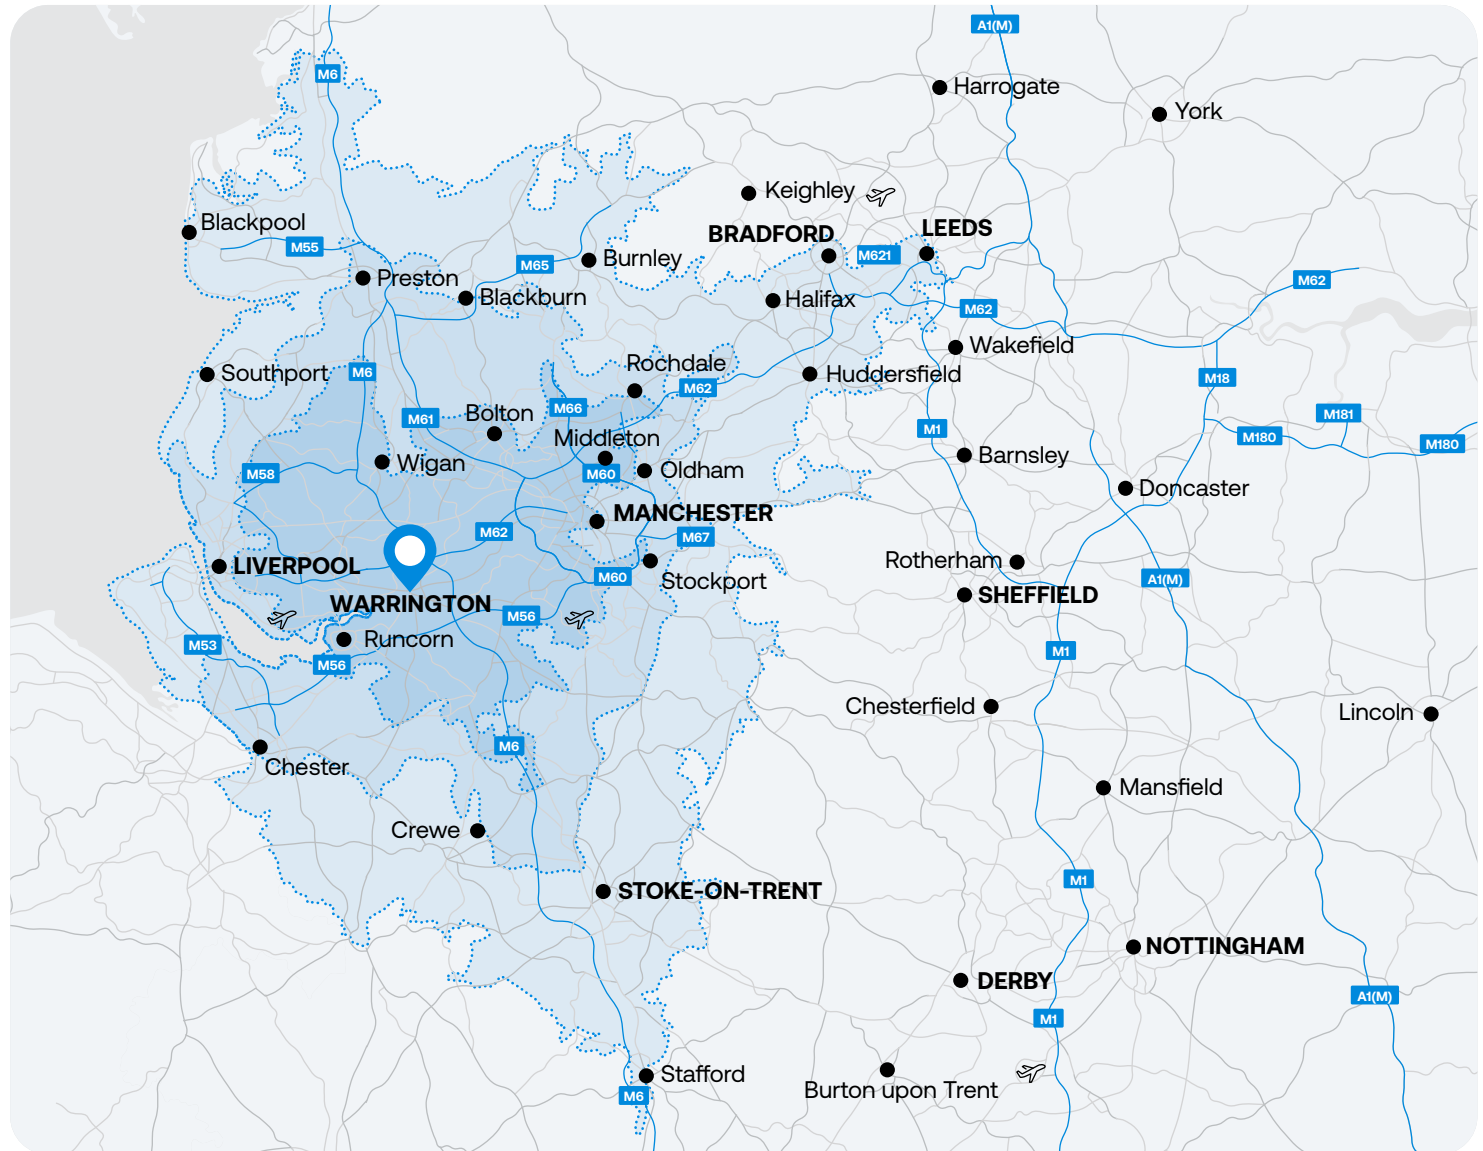 A1(M)
M6
Harrogate
York
Keighley
Blackpool
BRADFORD
LEEDS
M55
M621
Burnley
M65
Preston
M62
Blackburn
Halifax
M62
Wakefield
Rochdale
Southport
M6
Huddersfield
M18
M62
M66
Bolton
M61
M181
M1
M180
M180
Middleton
Barnsley
Wigan
M58
M60
Oldham
Doncaster
MANCHESTER
M62
M67
LIVERPOOL
Rotherham
M60
Stockport
A1(M)
WARRINGTON
SHEFFIELD
M56
Runcorn
M53
M56
M1
Chesterfield
Lincoln
M6
Chester
Mansfield
Crewe
M1
STOKE-ON-TRENT
NOTTINGHAM
DERBY
A1(M)
M1
Stafford
Burton upon Trent
M6